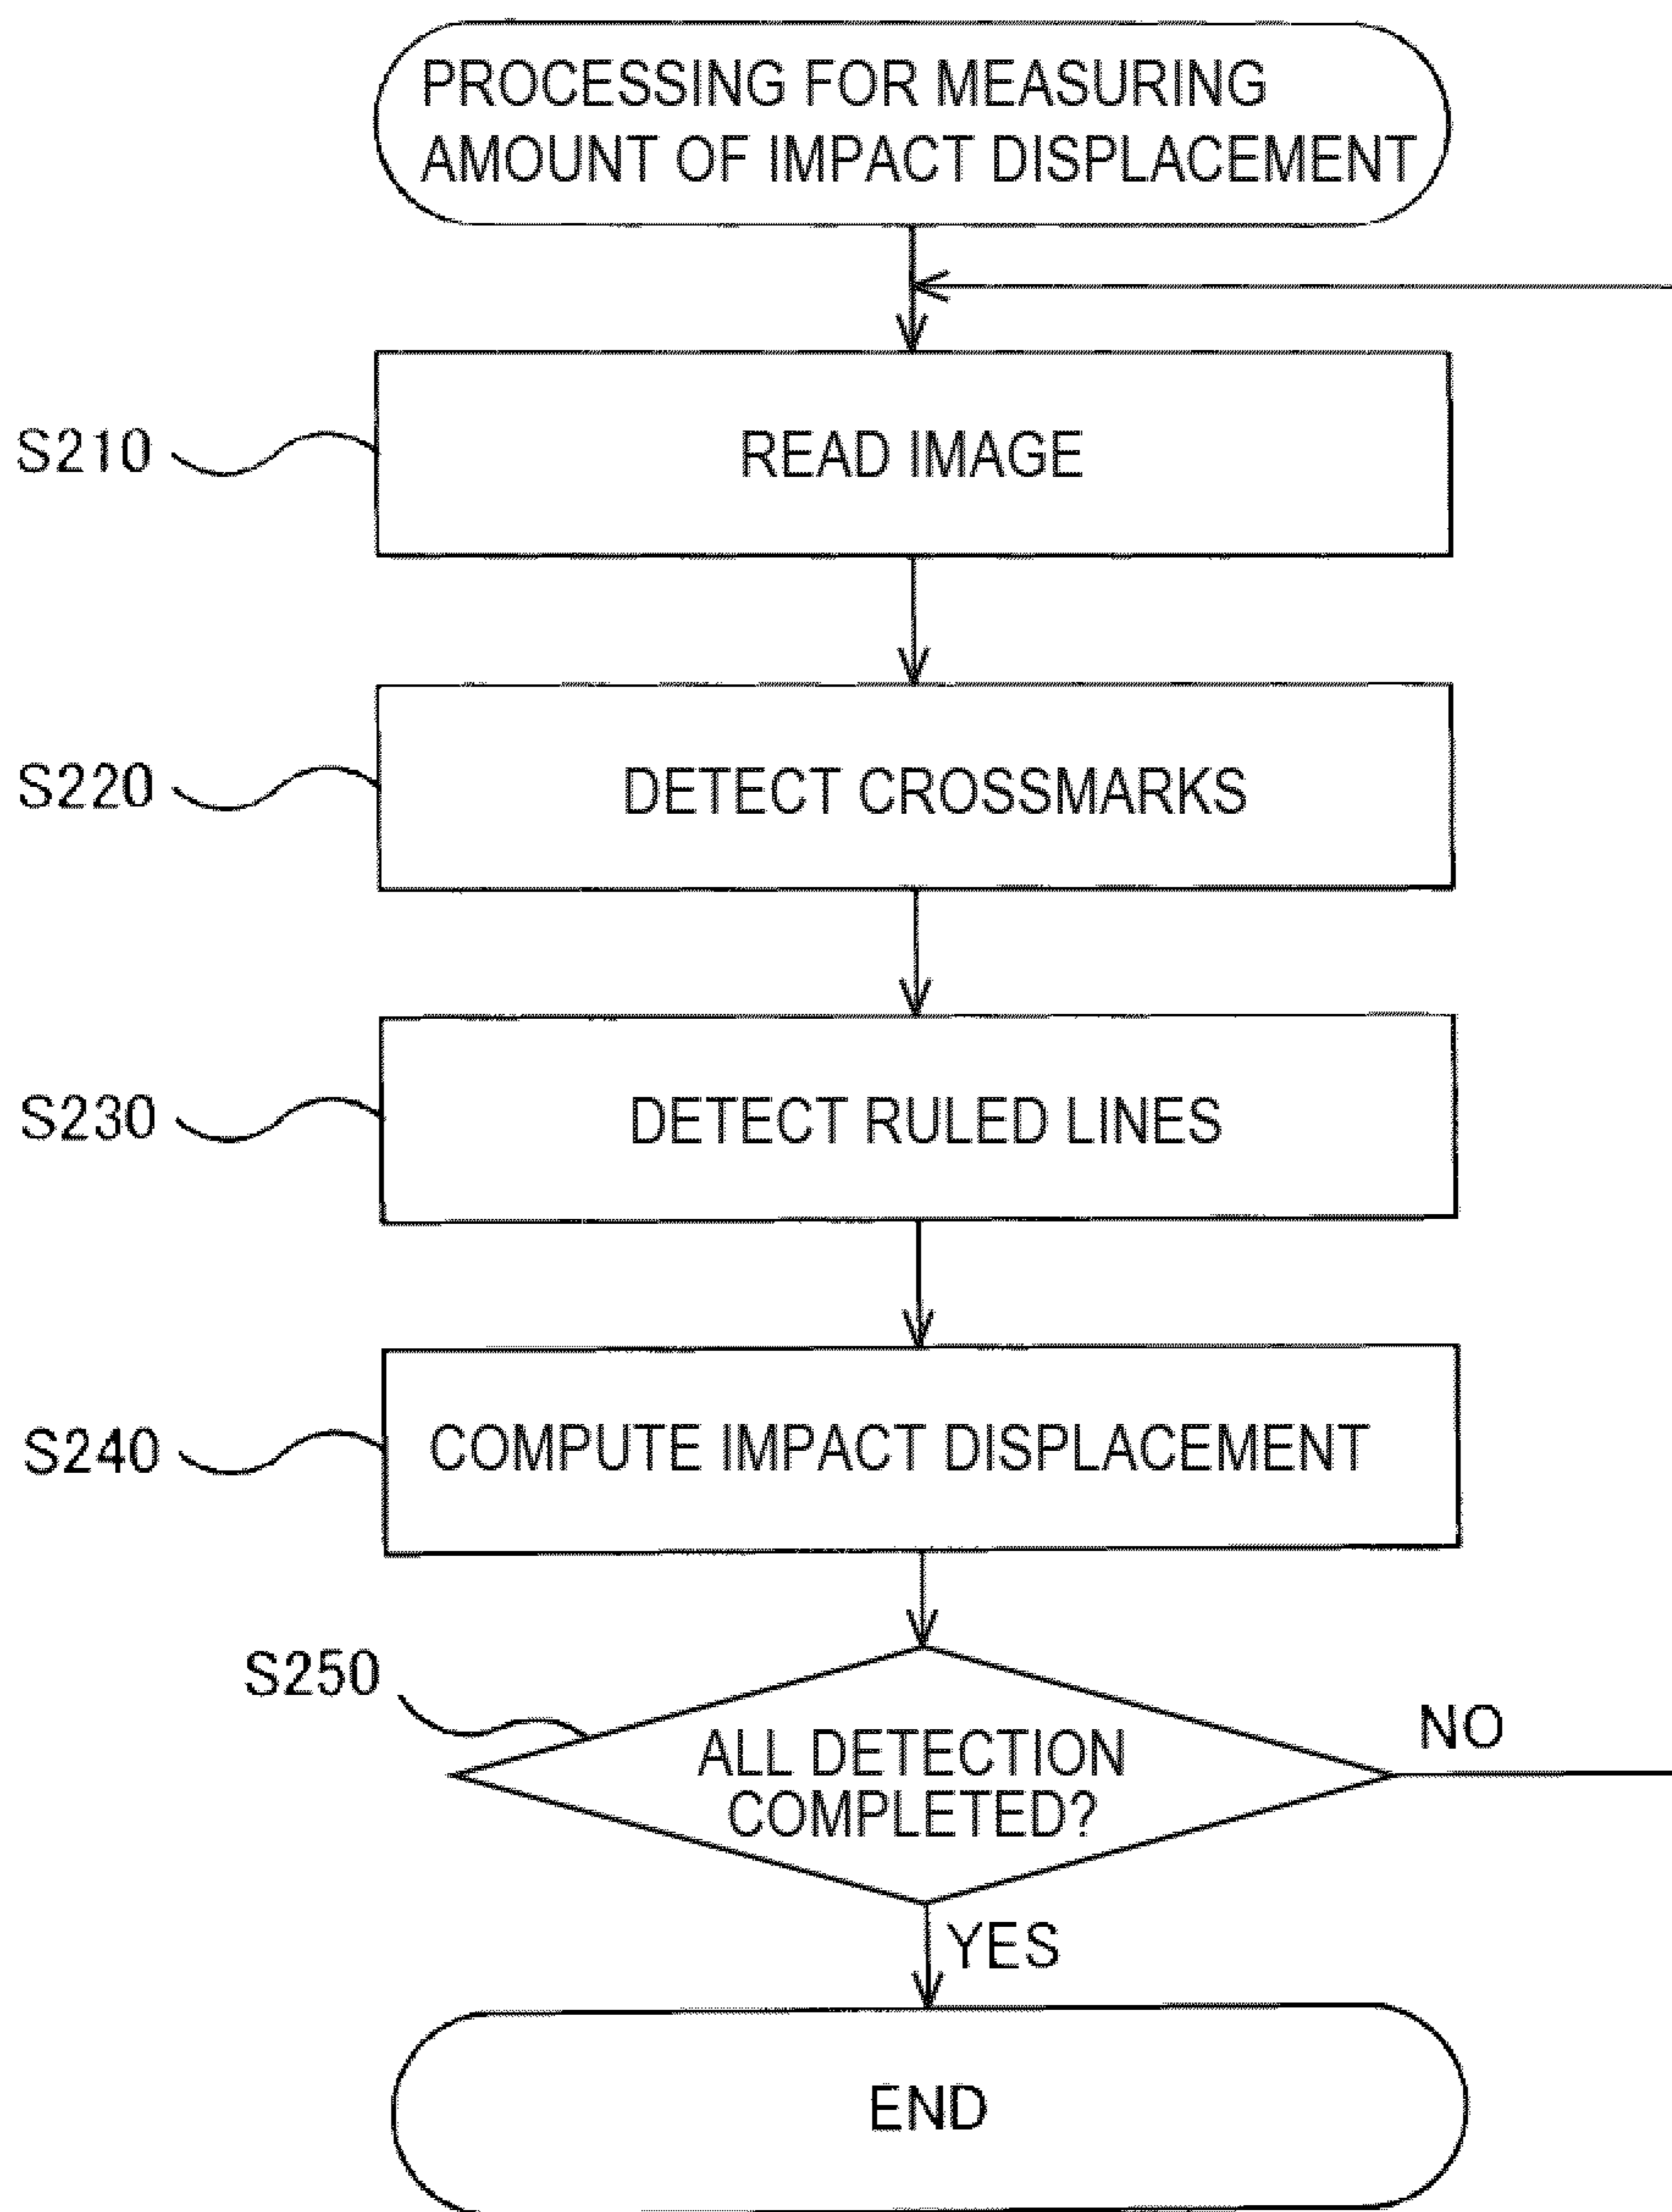 PROCESSING FOR MEASURING
AMOUNT OF IMPACT DISPLACEMENT
S210
READ IMAGE
S220
DETECT CROSSMARKS
S230
DETECT RULED LINES
S240
COMPUTE IMPACT DISPLACEMENT
S250
ALL DETECTION
COMPLETED?
NO
YES
END